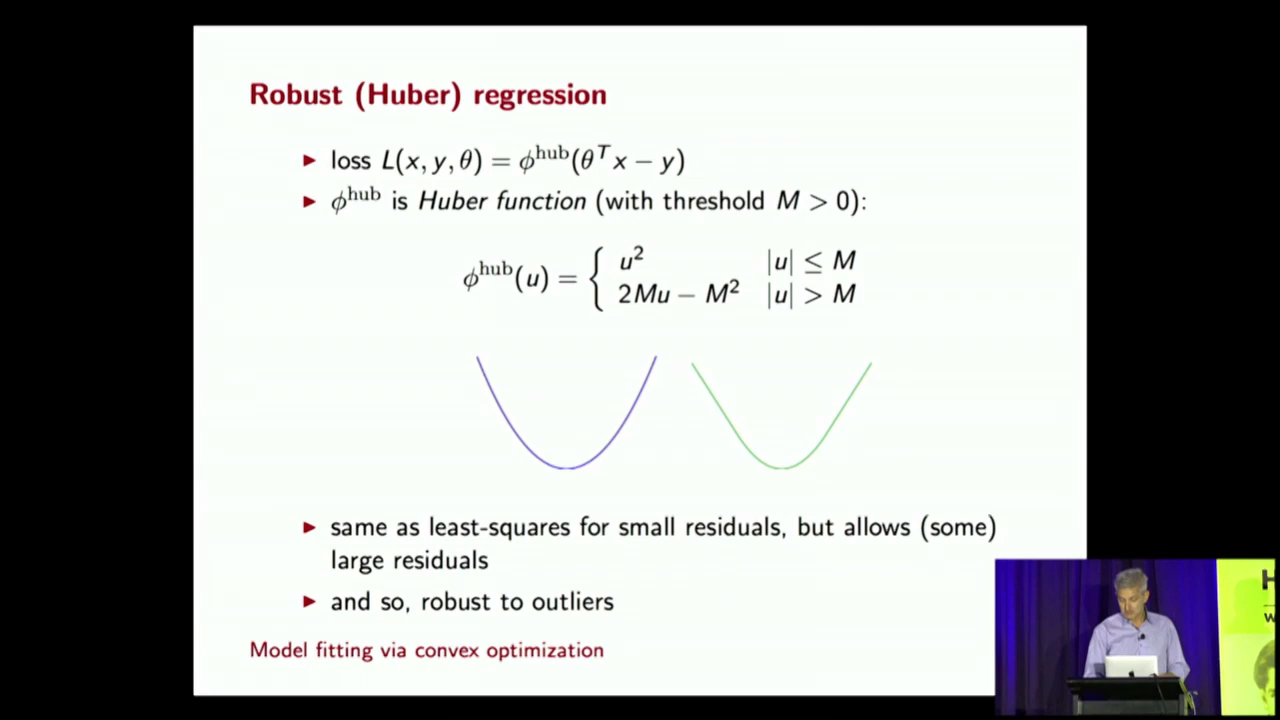 Robust (Huber) regression
▶ loss L(x, y, θ) = ϕ^hub(θ^T x − y)
▶ ϕ^hub is Huber function (with threshold M > 0):
ϕ^hub(u) = { u² |u| ≤ M
2Mu − M² |u| > M
▶ same as least-squares for small residuals, but allows (some)
large residuals
▶ and so, robust to outliers
Model fitting via convex optimization